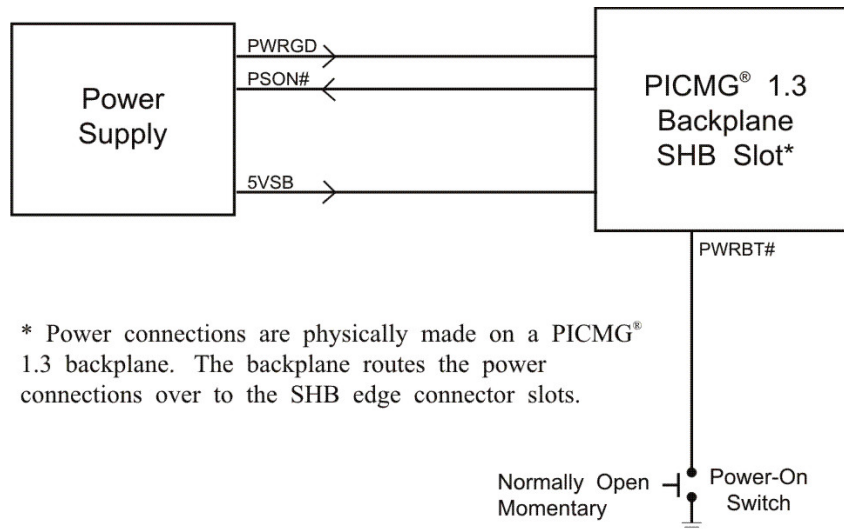 PWRGD
PSON#
Power
Supply
5VSB
PICMG® 1.3
Backplane
SHB Slot*
PWRBT#
* Power connections are physically made on a PICMG®
1.3 backplane. The backplane routes the power
connections over to the SHB edge connector slots.
Normally Open
Momentary
Power-On
Switch